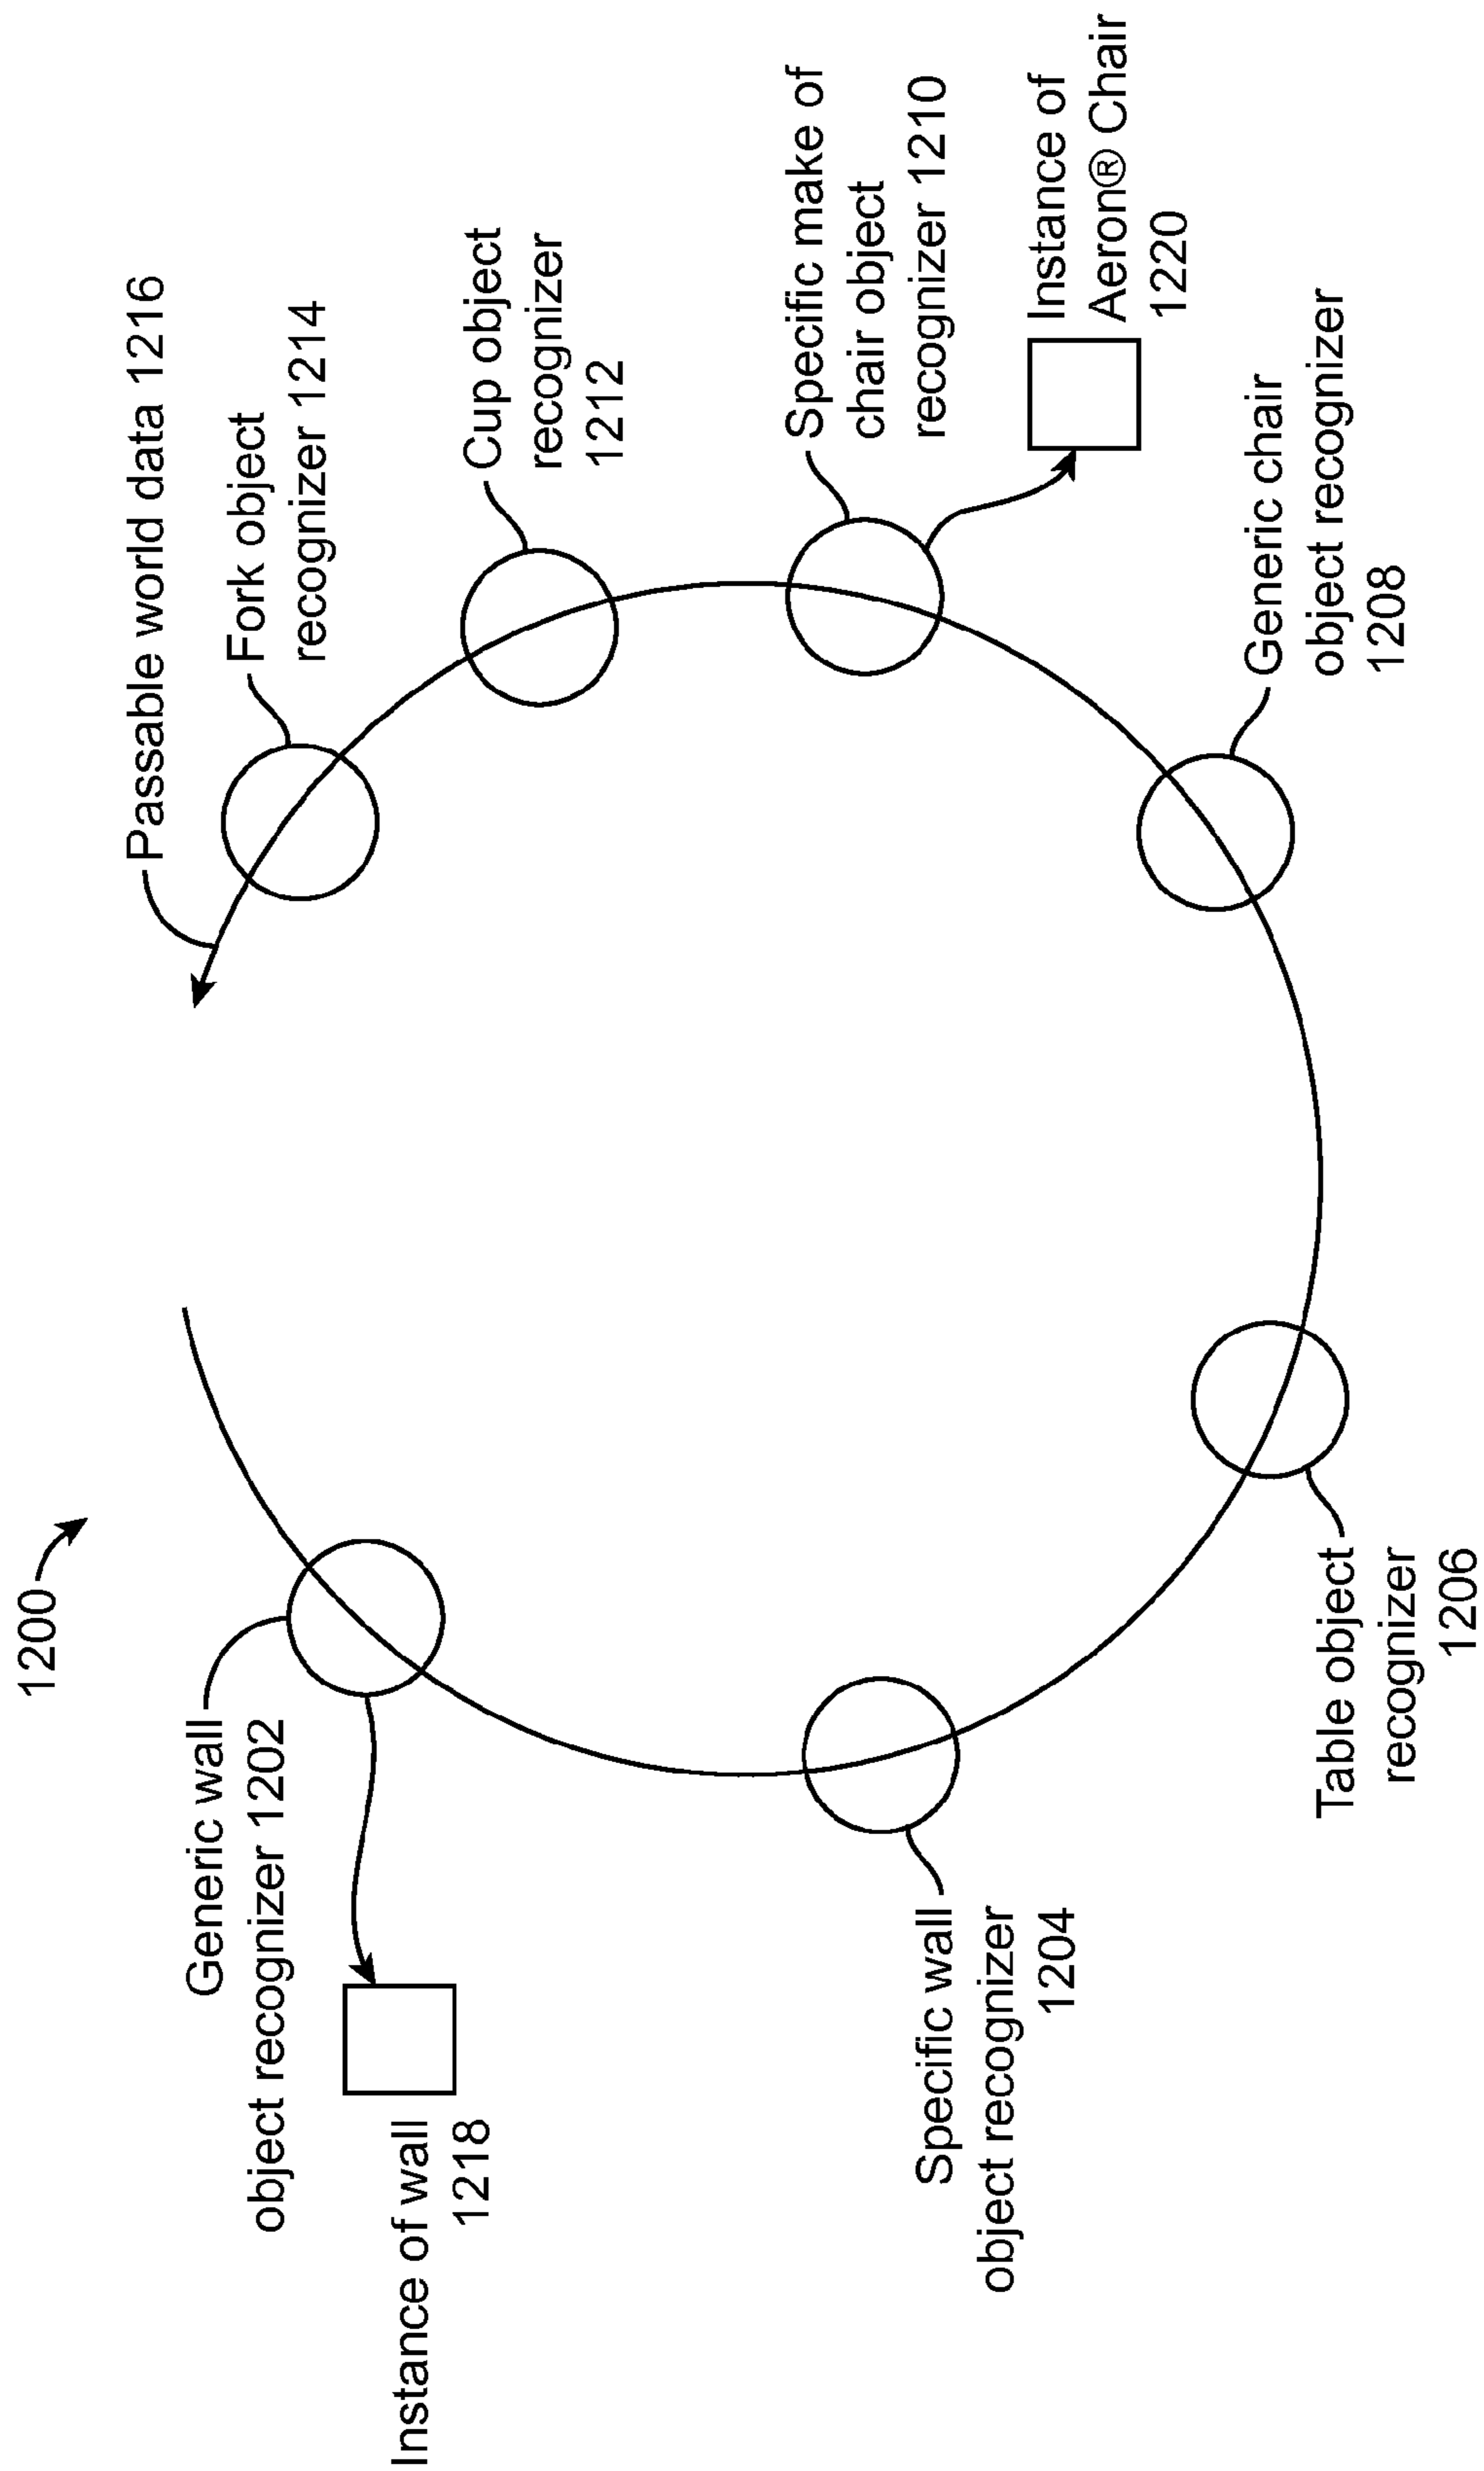 1200
Passable world data 1216
Generic wall
object recognizer 1202
Fork object
recognizer 1214
Instance of wall
1218
Cup object
recognizer
1212
Specific wall
object recognizer
1204
Specific make of
chair object
recognizer 1210
Instance of
Aeron® Chair
1220
Table object
recognizer
1206
Generic chair
object recognizer
1208